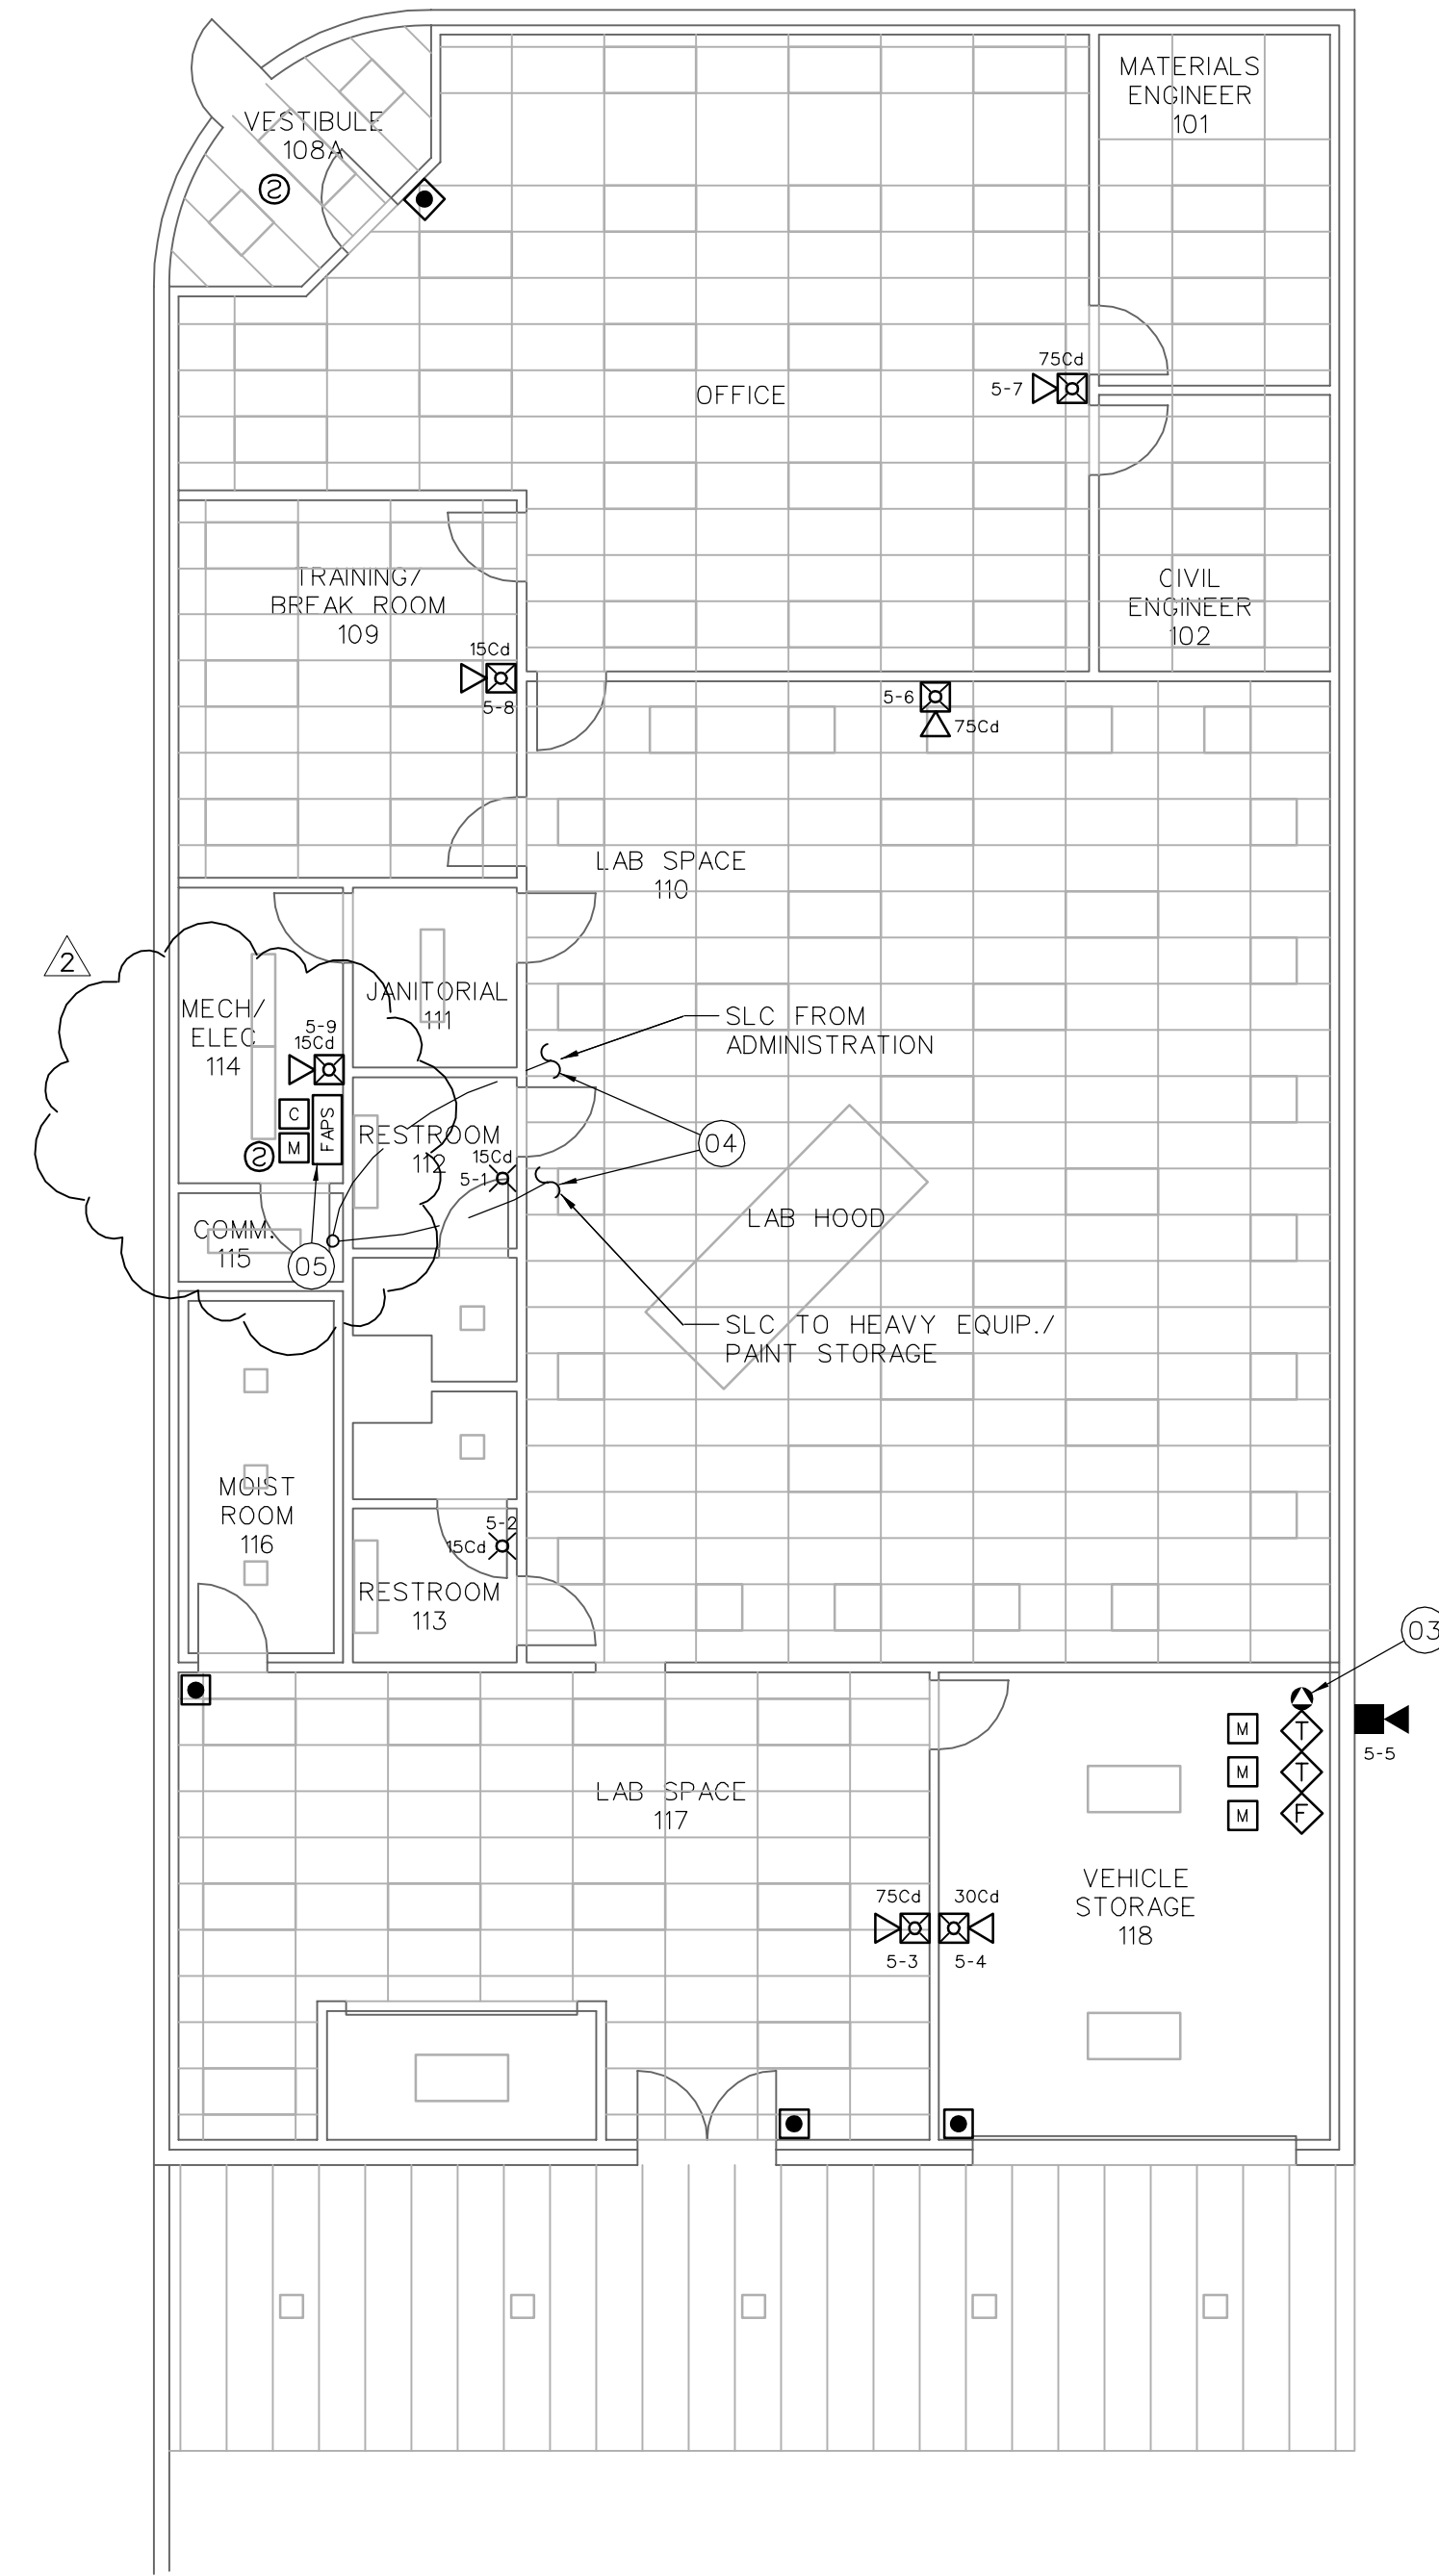 MATERIALS
ENGINEER
101
VESTIBULE
108A
S
75Cd
5-7
OFFICE
TRAINING/
BREAK ROOM
109
CIVIL
ENGINEER
102
15Cd
5-8
5-6
75Cd
LAB SPACE
110
2
MECH/
ELEC
114
JANITORIAL
111
5-9
15Cd
SLC FROM
ADMINISTRATION
C
M
FAPS
S
RESTROOM
112
15Cd
5-1
04
COMM.
115
05
LAB HOOD
SLC TO HEAVY EQUIP./
PAINT STORAGE
MOIST
ROOM
116
5-2
15Cd
RESTROOM
113
03
M
T
M
T
M
F
5-5
LAB SPACE
117
VEHICLE
STORAGE
118
75Cd
30Cd
5-3
5-4